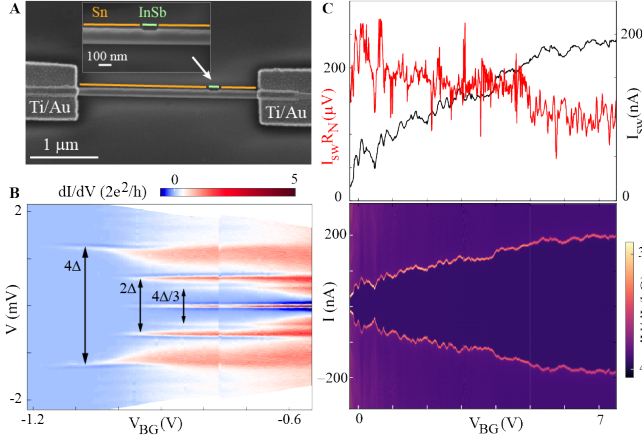 A
Sn
InSb
100 nm
Ti/Au
Ti/Au
1 μm
B
dI/dV (2e²/h)
0
5
2
0
-2
V (mV)
4Δ
2Δ
4Δ/3
-1.2
-0.6
V_BG (V)
C
200
0
I_SW R_N (μV)
200
0
I_SW (nA)
200
0
−200
I (nA)
0
7
V_BG (V)